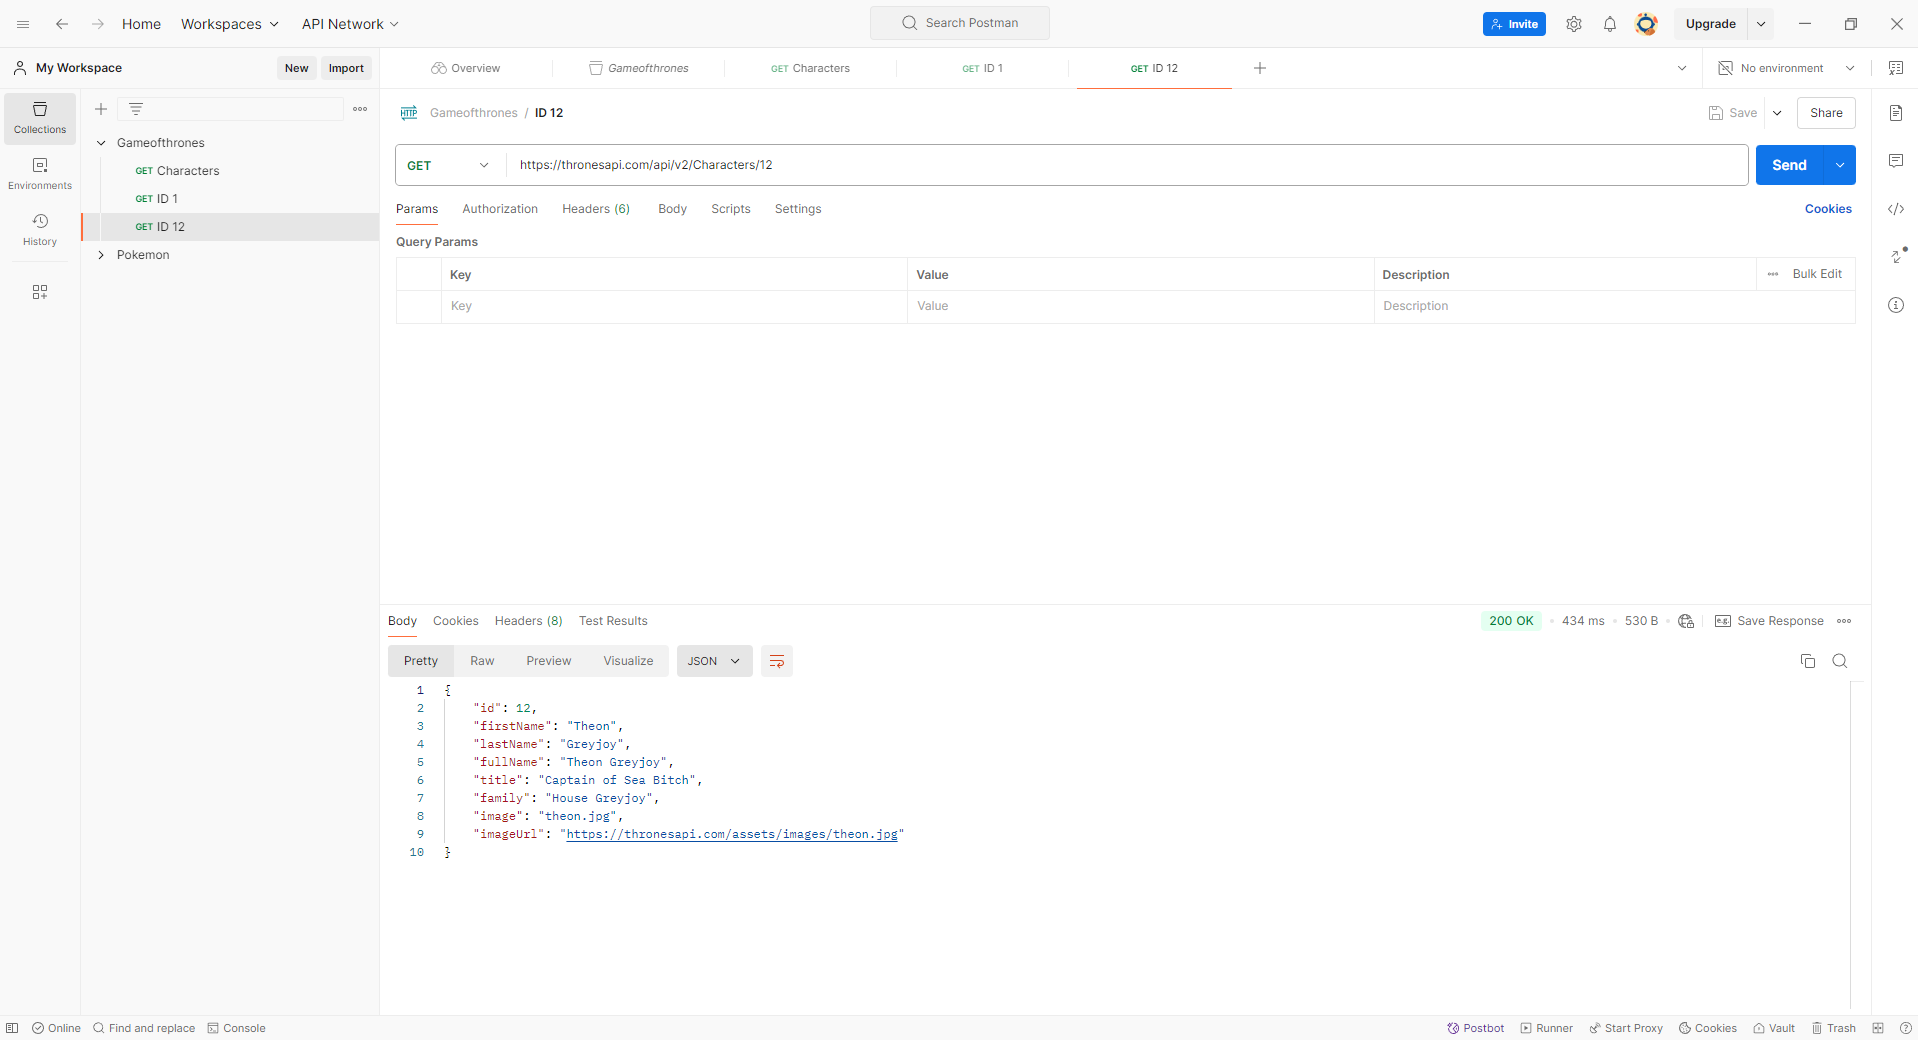 Home Workspaces API Network Search Postman Invite Upgrade
My Workspace New Import Overview Gameofthrones GET Characters GET ID 1 GET ID 12 No environment
Collections
Environments
History
Gameofthrones
GET Characters
GET ID 1
GET ID 12
Pokemon
HTTP Gameofthrones / ID 12 Save Share
GET https://thronesapi.com/api/v2/Characters/12 Send
Params Authorization Headers (6) Body Scripts Settings Cookies
Query Params
Key Value Description Bulk Edit
Key Value Description
Body Cookies Headers (8) Test Results 200 OK 434 ms 530 B e.g. Save Response
Pretty Raw Preview Visualize JSON
1 {
2 "id": 12,
3 "firstName": "Theon",
4 "lastName": "Greyjoy",
5 "fullName": "Theon Greyjoy",
6 "title": "Captain of Sea Bitch",
7 "family": "House Greyjoy",
8 "image": "theon.jpg",
9 "imageUrl": "https://thronesapi.com/assets/images/theon.jpg"
10 }
Online Find and replace Console Postbot Runner Start Proxy Cookies Vault Trash